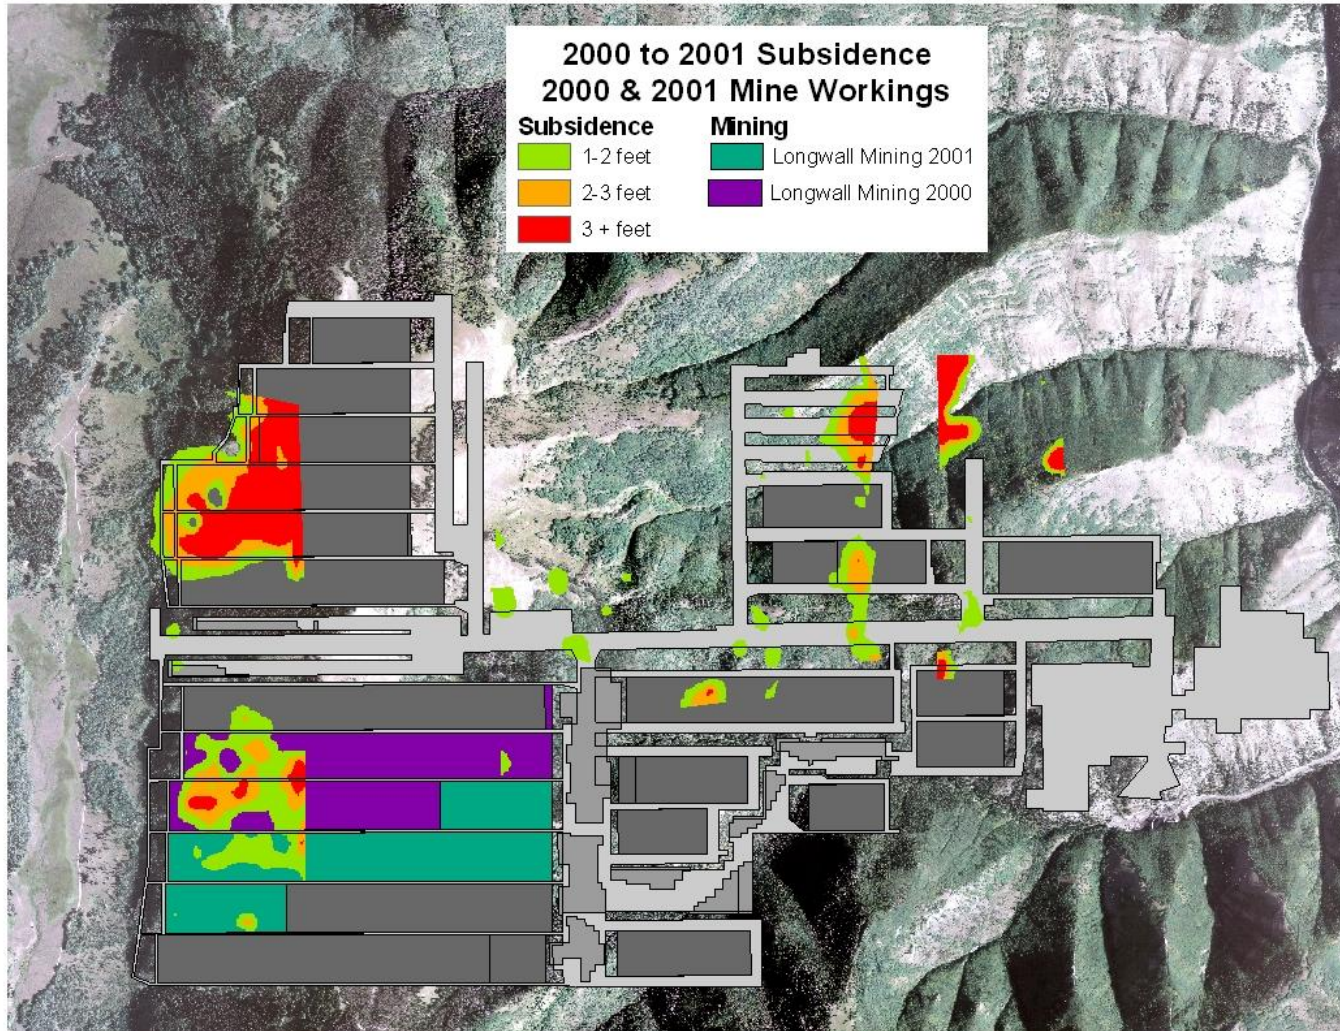 2000 to 2001 Subsidence
2000 & 2001 Mine Workings
Subsidence
Mining
1-2 feet
Longwall Mining 2001
2-3 feet
Longwall Mining 2000
3 + feet